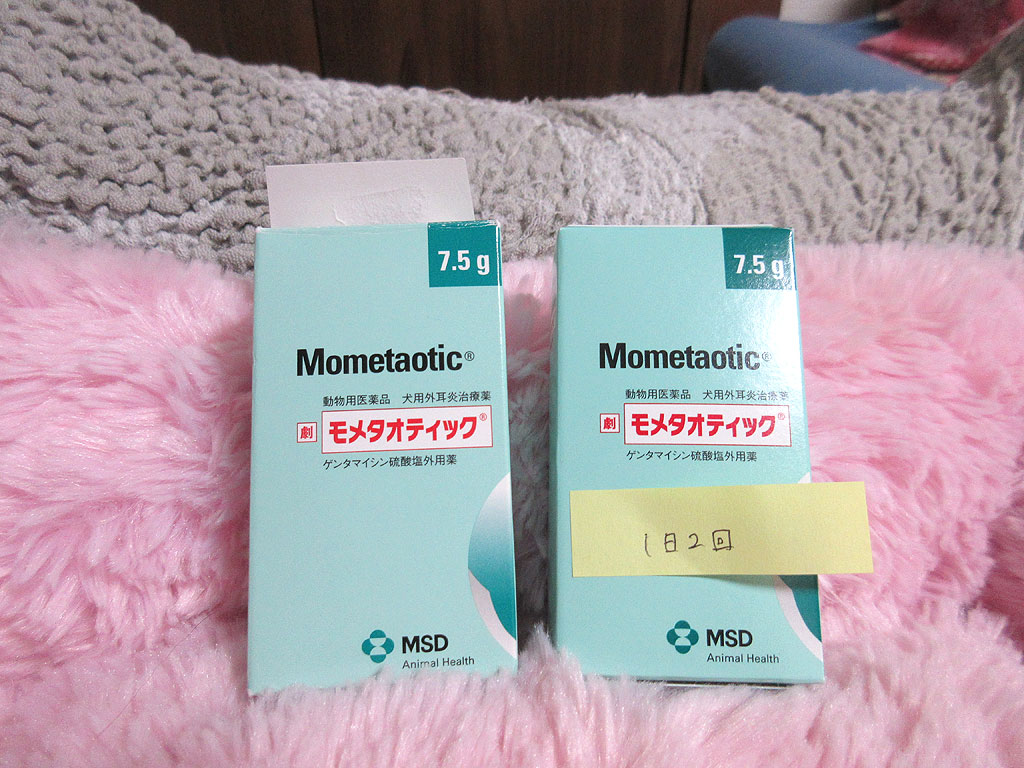 7.5 g
Mometaotic®
動物用医薬品 犬用外耳炎治療薬
劇 モメタオティック®
ゲンタマイシン硫酸塩外用薬
MSD
Animal Health
7.5 g
Mometaotic®
動物用医薬品 犬用外耳炎治療薬
劇 モメタオティック®
ゲンタマイシン硫酸塩外用薬
1日2回
MSD
Animal Health